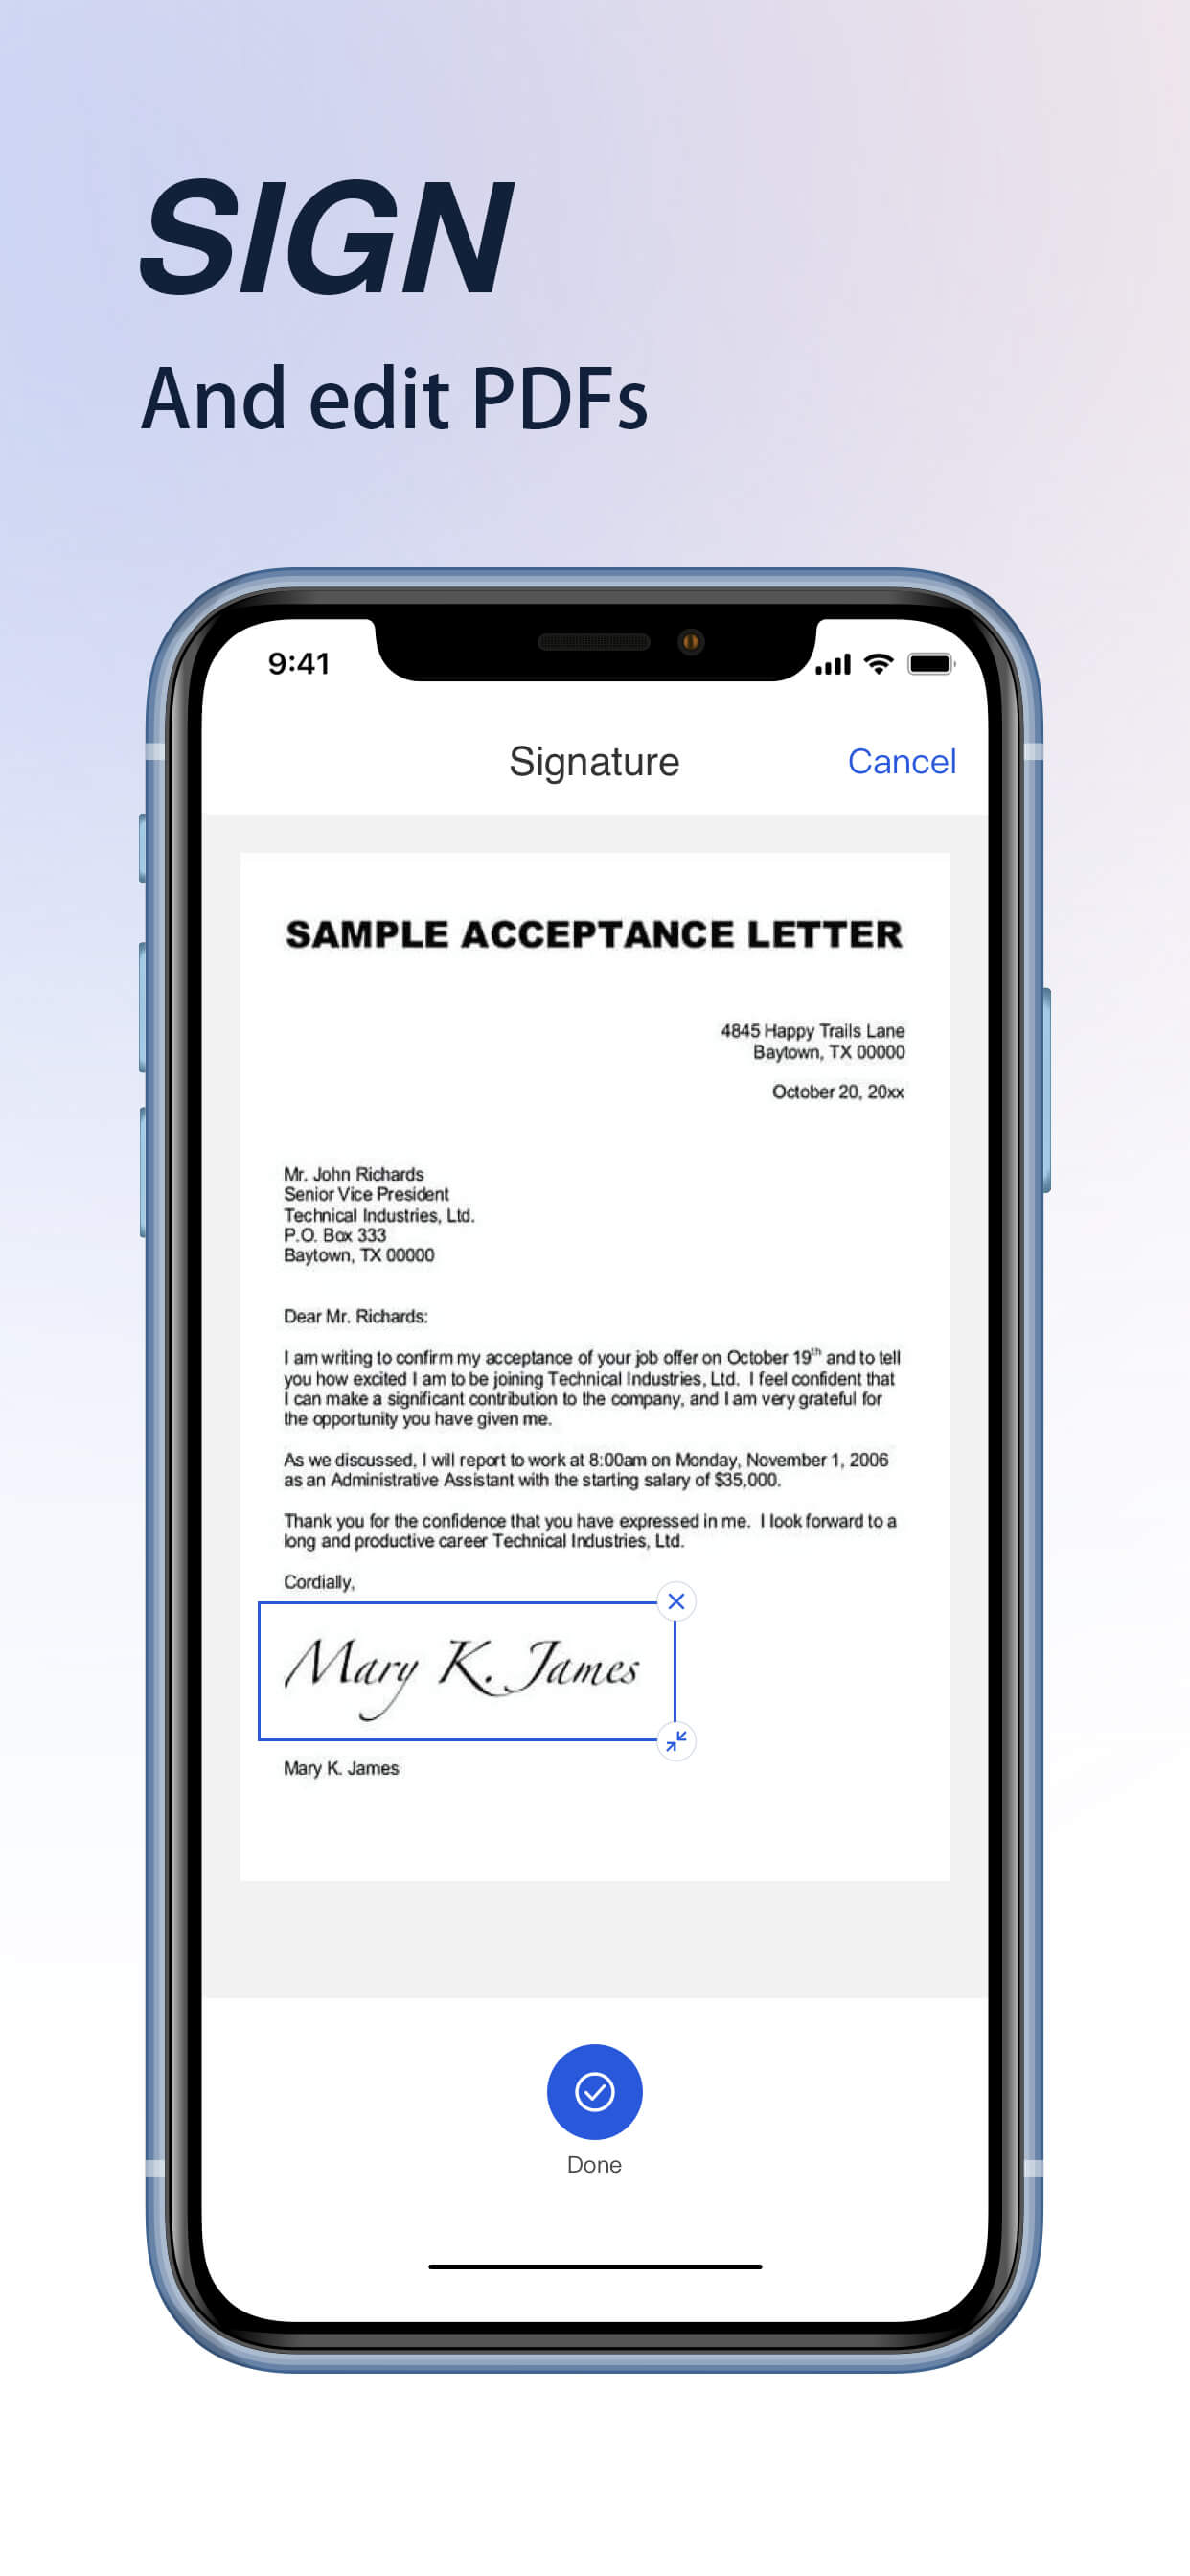 SIGN
And edit PDFs
9:41
Signature
Cancel
SAMPLE ACCEPTANCE LETTER
4845 Happy Trails Lane
Baytown, TX 00000
October 20, 20xx
Mr. John Richards
Senior Vice President
Technical Industries, Ltd.
P.O. Box 333
Baytown, TX 00000
Dear Mr. Richards:
I am writing to confirm my acceptance of your job offer on October 19th and to tell
you how excited I am to be joining Technical Industries, Ltd. I feel confident that
I can make a significant contribution to the company, and I am very grateful for
the opportunity you have given me.
As we discussed, I will report to work at 8:00am on Monday, November 1, 2006
as an Administrative Assistant with the starting salary of $35,000.
Thank you for the confidence that you have expressed in me. I look forward to a
long and productive career Technical Industries, Ltd.
Cordially,
Mary K. James
Mary K. James
Done